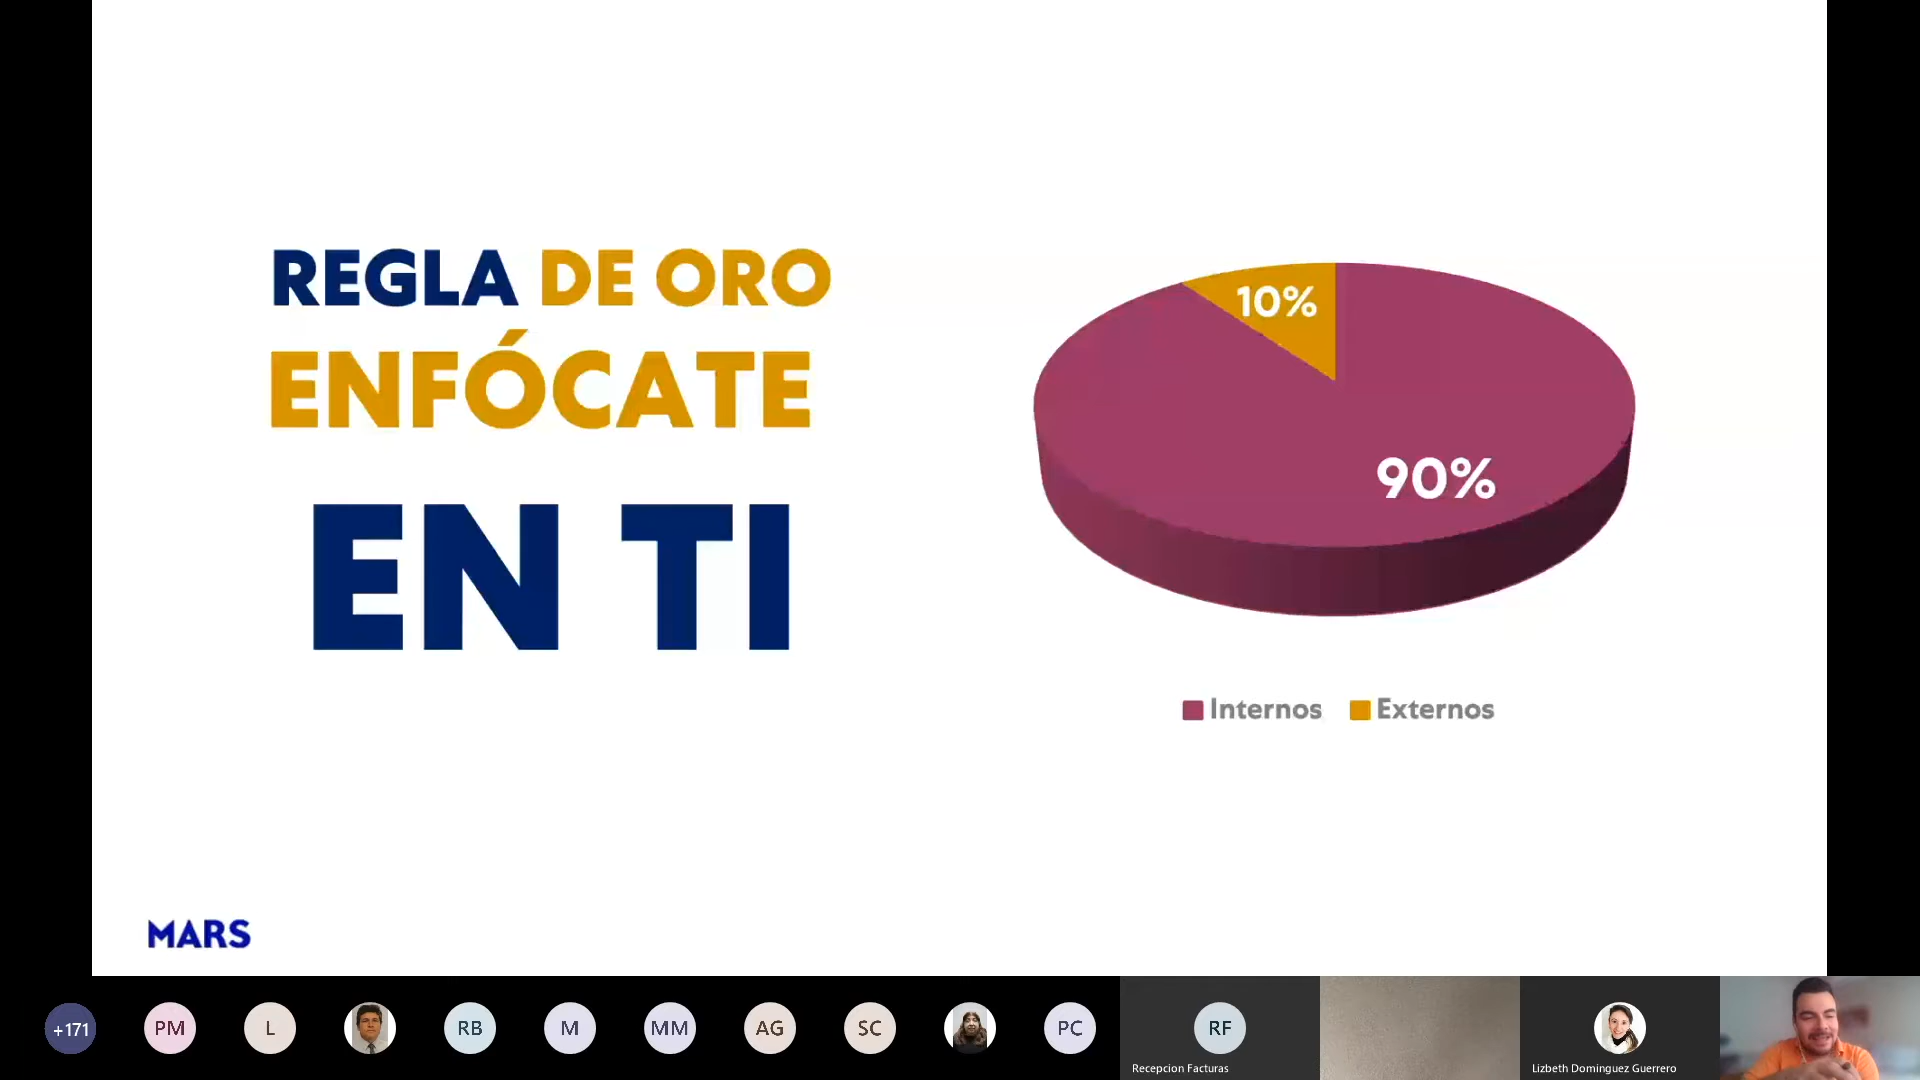 REGLA DE ORO
ENFÓCATE
EN TI
10%
90%
Internos Externos
MARS
+171 PM L RB M MM AG SC PC RF
Recepcion Facturas
Lizbeth Dominguez Guerrero